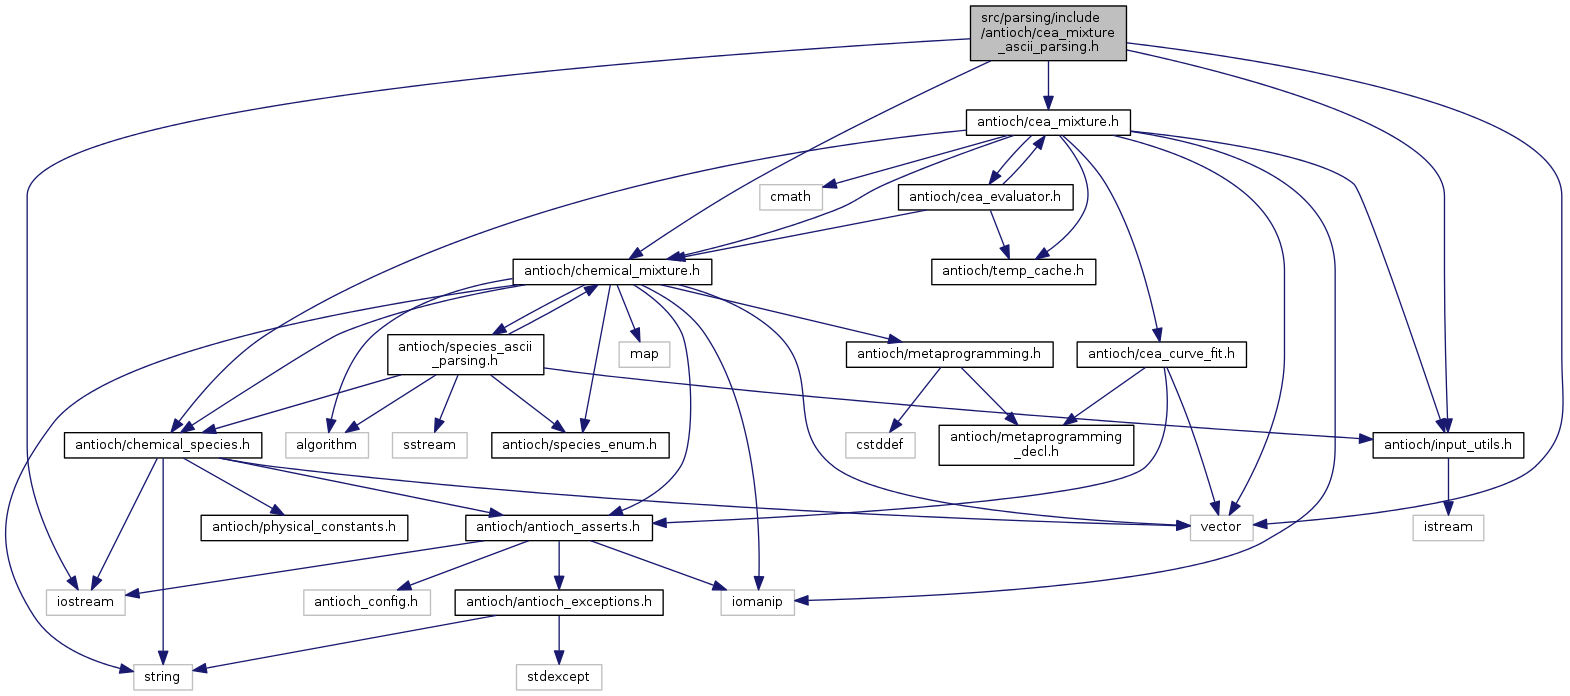 src/parsing/include
/antioch/cea_mixture
_ascii_parsing.h
antioch/cea_mixture.h
cmath
antioch/cea_evaluator.h
antioch/chemical_mixture.h
antioch/temp_cache.h
antioch/species_ascii
_parsing.h
map
antioch/metaprogramming.h
antioch/cea_curve_fit.h
antioch/chemical_species.h
algorithm
sstream
antioch/species_enum.h
cstddef
antioch/metaprogramming
_decl.h
antioch/input_utils.h
antioch/physical_constants.h
antioch/antioch_asserts.h
vector
istream
iostream
antioch_config.h
antioch/antioch_exceptions.h
iomanip
string
stdexcept